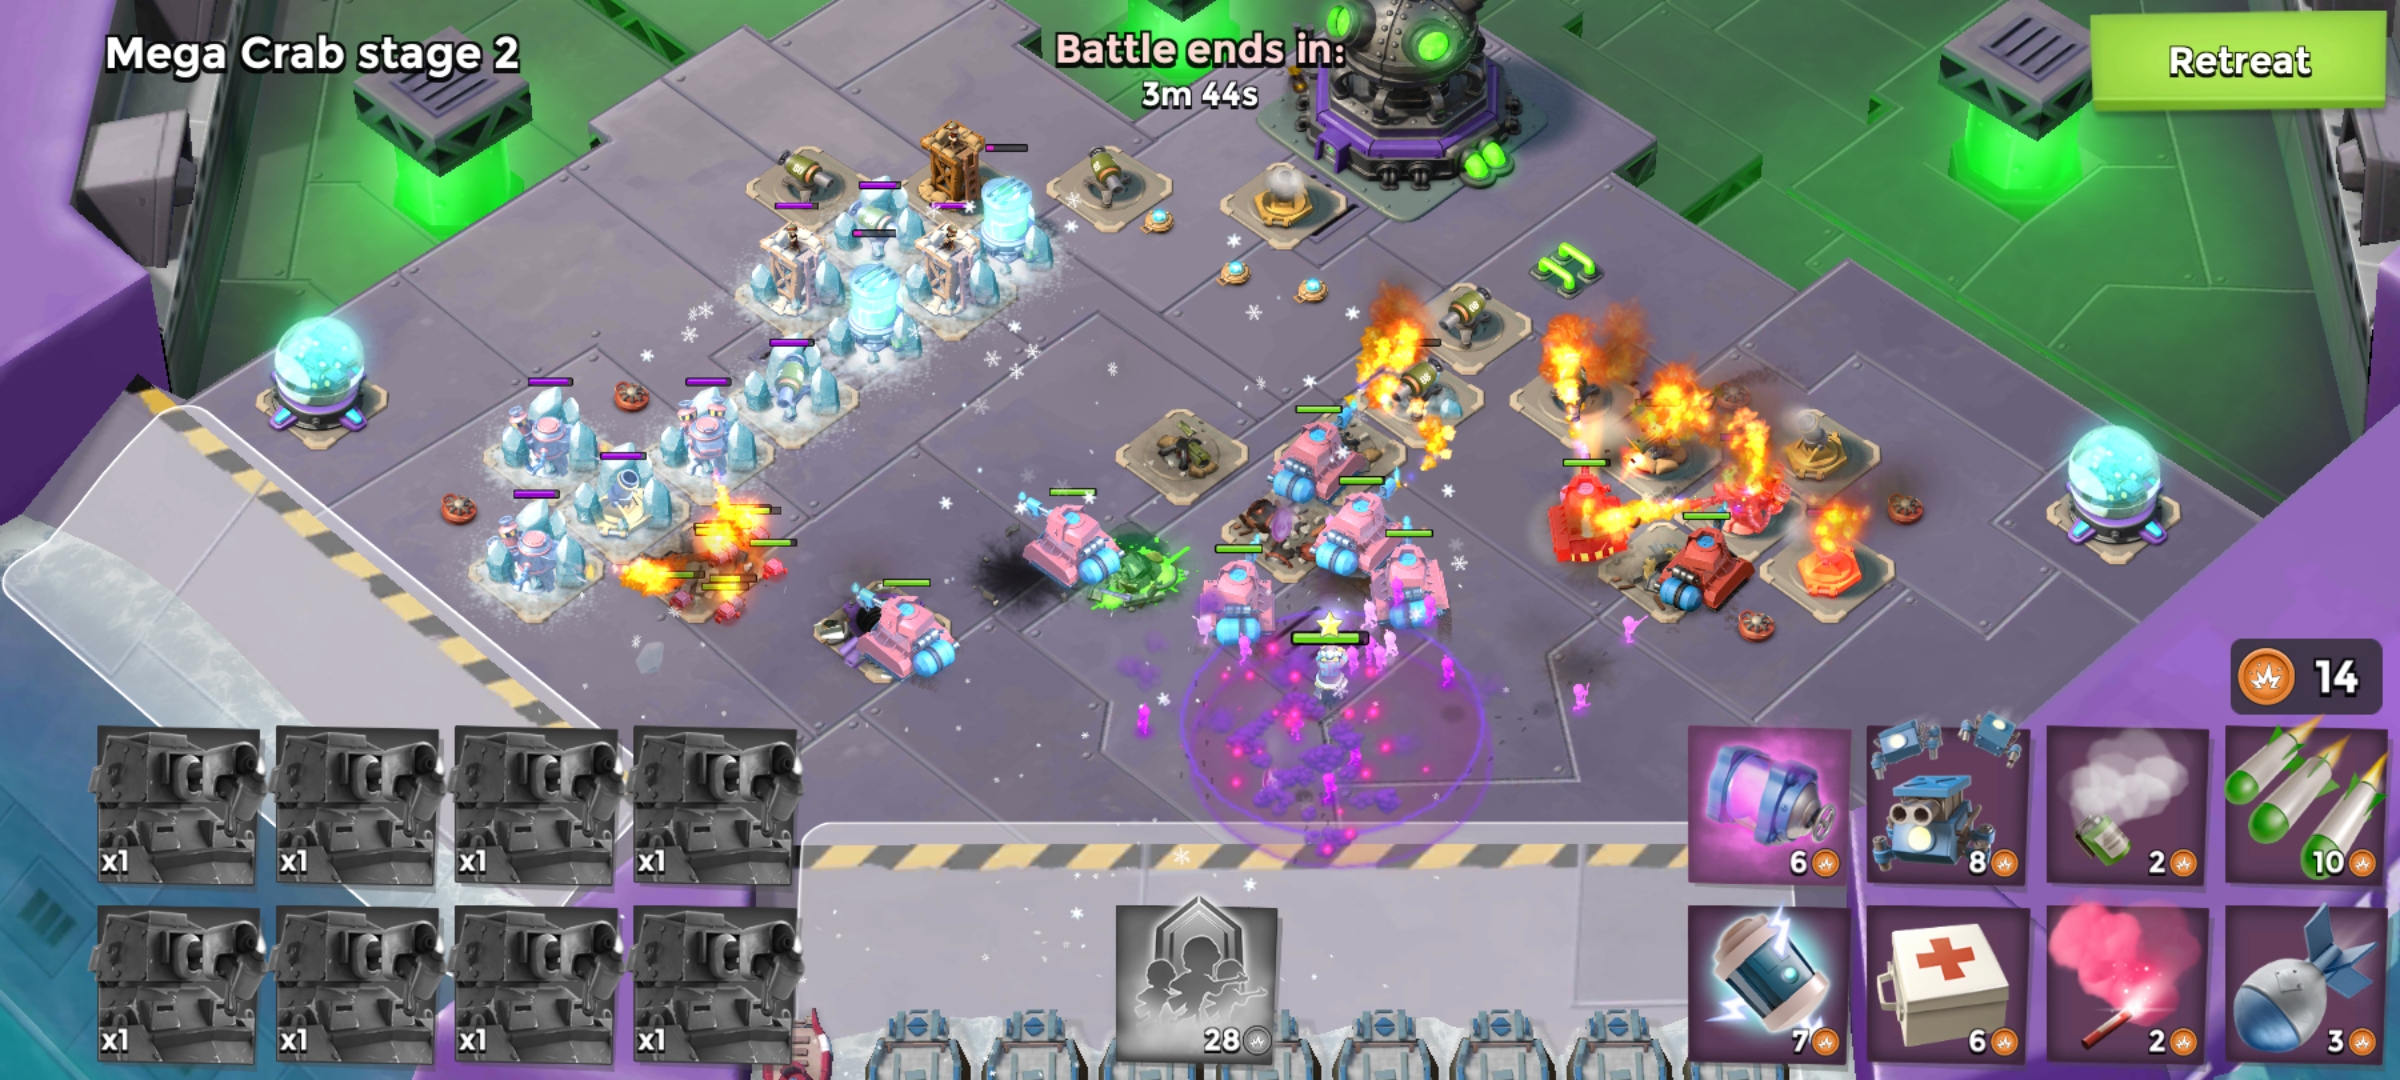 Mega Crab stage 2
Battle ends in:
3m 44s
Retreat
14
x1
x1
x1
x1
6
8
2
10
x1
x1
x1
x1
28
7
6
2
3